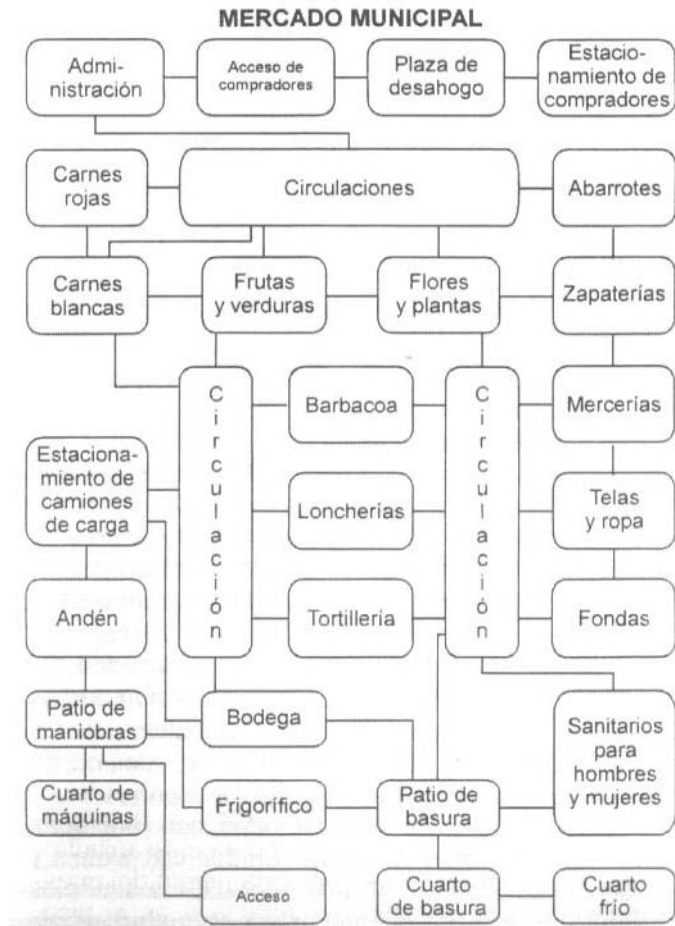 MERCADO MUNICIPAL
Admi-
nistración
Acceso de
compradores
Plaza de
desahogo
Estacio-
namiento de
compradores
Carnes
rojas
Circulaciones
Abarrotes
Carnes
blancas
Frutas
y verduras
Flores
y plantas
Zapaterías
Circulación
Barbacoa
Circulación
Mercerías
Estaciona-
miento de
camiones
de carga
Loncherías
Telas
y ropa
Andén
Tortillería
Fondas
Patio de
maniobras
Bodega
Sanitarios
para
hombres
y mujeres
Cuarto de
máquinas
Frigorífico
Patio de
basura
Acceso
Cuarto
de basura
Cuarto
frío